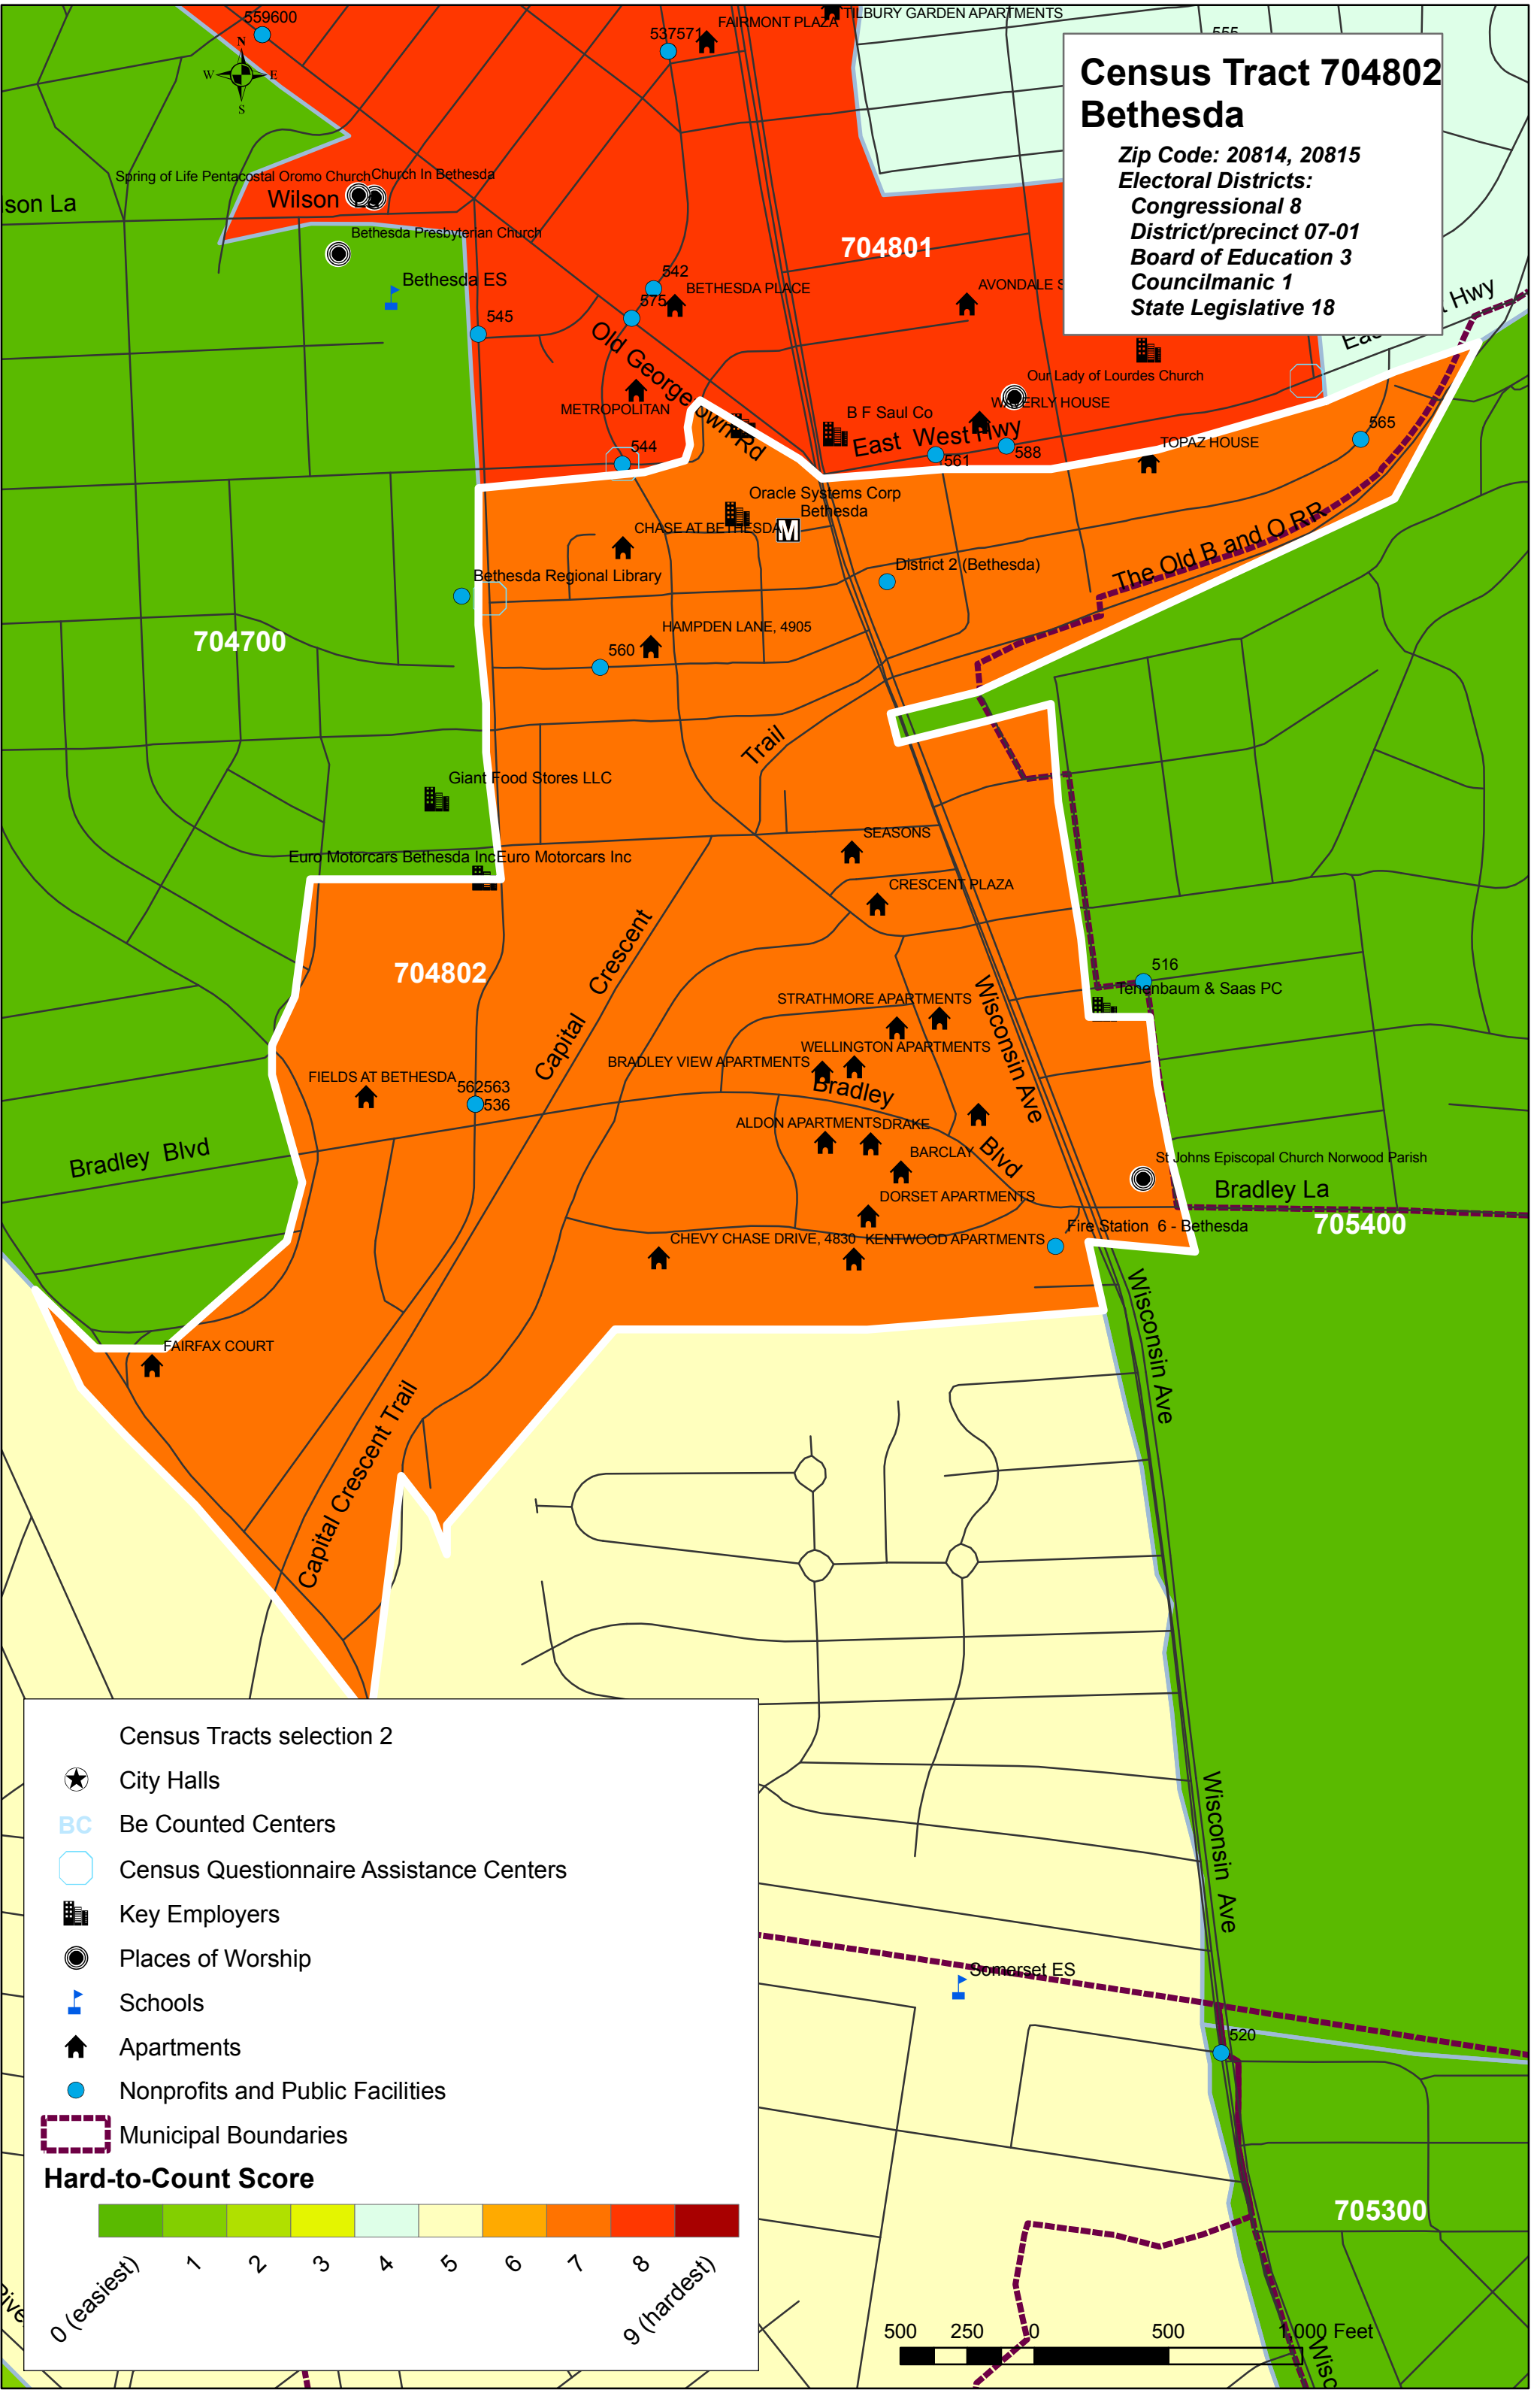 559600
N
W E
S
537571
FAIRMONT PLAZA
TILBURY GARDEN APARTMENTS
555
Census Tract 704802
Bethesda
Zip Code: 20814, 20815
Electoral Districts:
Congressional 8
District/precinct 07-01
Board of Education 3
Councilmanic 1
State Legislative 18
Spring of Life Pentacostal Oromo Church
Church In Bethesda
son La
Wilson
Bethesda Presbyterian Church
704801
Bethesda ES
542
BETHESDA PLACE
575
545
AVONDALE S
Hwy
Old Georgetown Rd
Our Lady of Lourdes Church
METROPOLITAN
WAVERLY HOUSE
B F Saul Co
East West Hwy
544
561
588
TOPAZ HOUSE
565
Oracle Systems Corp
Bethesda
M
CHASE AT BETHESDA
The Old B and O RR
District 2 (Bethesda)
Bethesda Regional Library
HAMPDEN LANE, 4905
704700
560
Trail
Giant Food Stores LLC
SEASONS
Euro Motorcars Bethesda Inc
Euro Motorcars Inc
CRESCENT PLAZA
704802
Capital Crescent
516
Tenenbaum & Saas PC
STRATHMORE APARTMENTS
Wisconsin Ave
WELLINGTON APARTMENTS
BRADLEY VIEW APARTMENTS
FIELDS AT BETHESDA
562563
536
Bradley
ALDON APARTMENTS
DRAKE
BARCLAY
Blvd
Bradley Blvd
St Johns Episcopal Church Norwood Parish
Bradley La
DORSET APARTMENTS
705400
Fire Station 6 - Bethesda
CHEVY CHASE DRIVE, 4830
KENTWOOD APARTMENTS
Wisconsin Ave
FAIRFAX COURT
Capital Crescent Trail
Wisconsin Ave
Census Tracts selection 2
City Halls
BC Be Counted Centers
Census Questionnaire Assistance Centers
Key Employers
Places of Worship
Schools
Apartments
Nonprofits and Public Facilities
Municipal Boundaries
Hard-to-Count Score
0 (easiest) 1 2 3 4 5 6 7 8 9 (hardest)
Somerset ES
520
705300
500 250 0 500 1,000 Feet
Wisc